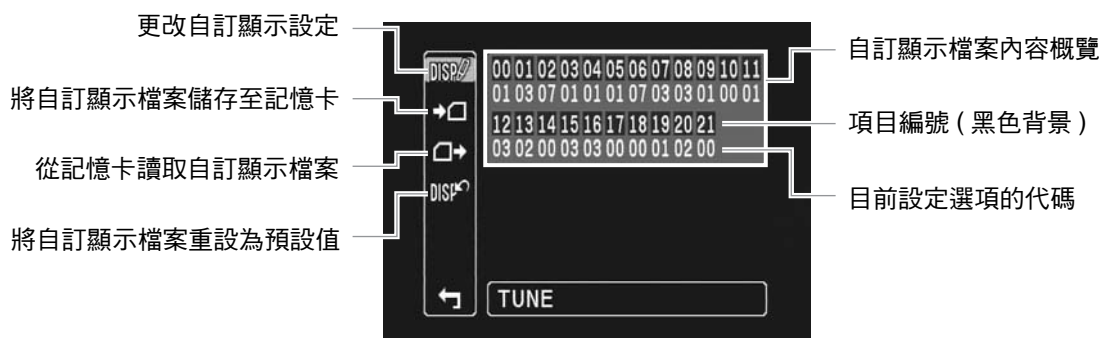 更改自訂顯示設定
將自訂顯示檔案儲存至記憶卡
從記憶卡讀取自訂顯示檔案
將自訂顯示檔案重設為預設值
DISP
DISP
00 01 02 03 04 05 06 07 08 09 10 11
01 03 07 01 01 01 07 03 03 01 00 01
12 13 14 15 16 17 18 19 20 21
03 02 00 03 03 00 00 01 02 00
TUNE
自訂顯示檔案內容概覽
項目編號 ( 黑色背景 )
目前設定選項的代碼